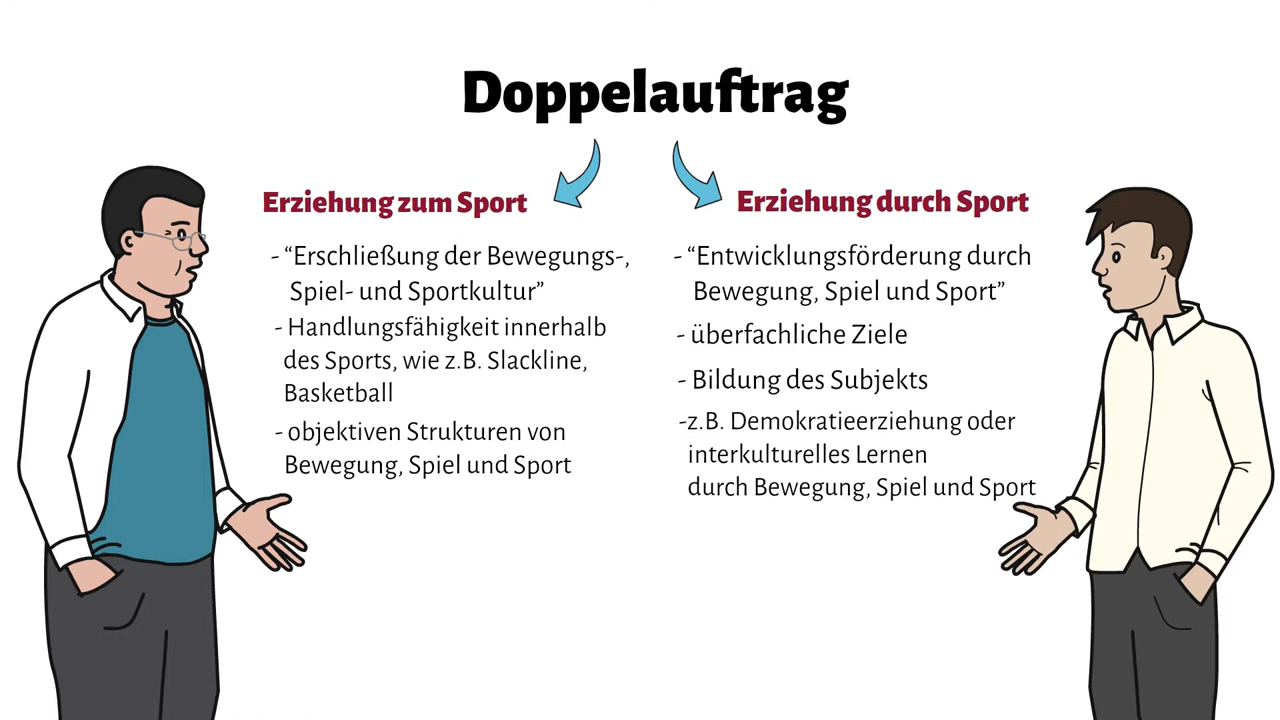 Doppelauftrag
Erziehung zum Sport
- “Erschließung der Bewegungs-,
Spiel- und Sportkultur”
- Handlungsfähigkeit innerhalb
des Sports, wie z.B. Slackline,
Basketball
- objektiven Strukturen von
Bewegung, Spiel und Sport
Erziehung durch Sport
- “Entwicklungsförderung durch
Bewegung, Spiel und Sport”
- überfachliche Ziele
- Bildung des Subjekts
-z.B. Demokratieerziehung oder
interkulturelles Lernen
durch Bewegung, Spiel und Sport